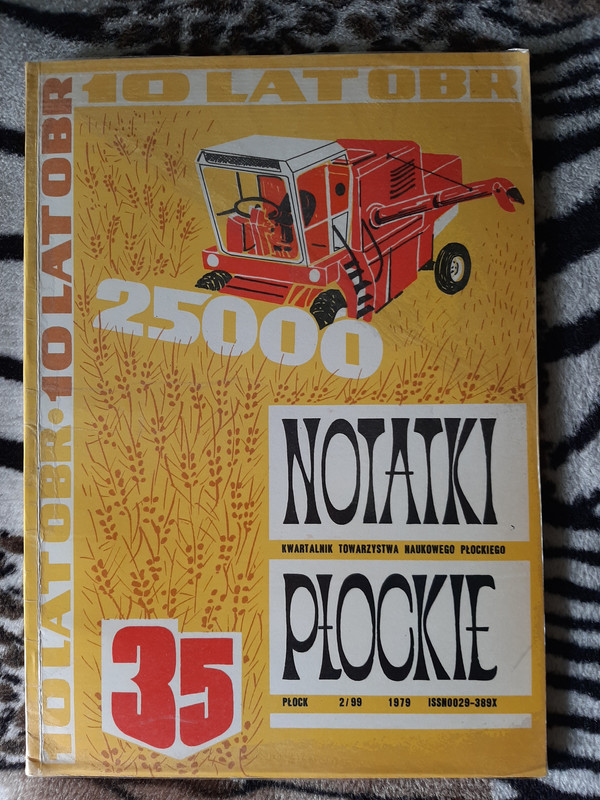 10 LAT OBR
10 LAT OBR • 10 LAT OBR
25000
NOTATKI
KWARTALNIK TOWARZYSTWA NAUKOWEGO PŁOCKIEGO
PŁOCKIE
35
PŁOCK 2/99 1979 ISSN0029-389X